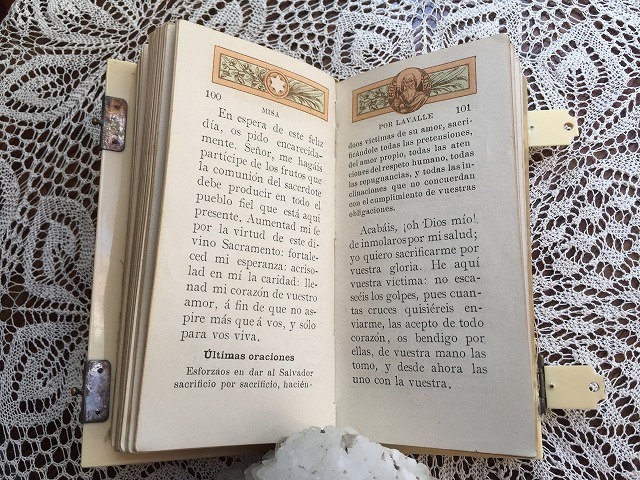 100
MISA
En espera de este feliz
día, os pido encarecida-
mente. Señor, me hagáis
partícipe de los frutos que
la comunión del sacerdote
debe producir en todo el
pueblo fiel que está aquí
presente. Aumentad mi fe
por la virtud de este di-
vino Sacramento: fortale-
ced mi esperanza: acriso-
lad en mí la caridad: lle-
nad mi corazón de vuestro
amor, á fin de que no as-
pire más que á vos, y solo
para vos viva.
Últimas oraciones
Esforzaos en dar al Salvador
sacrificio por sacrificio, hacién-
POR LAVALLE
101
doos víctimas de su amor, sacri-
ficándole todas las pretensiones,
del amor propio, todas las aten
ciones del respeto humano, todas
las repugnancias, y todas las in-
clinaciones que no concuerdan
con el cumplimiento de vuestras
obligaciones.
Acabáis, ¡oh Dios mío!
de inmolaros por mi salud;
yo quiero sacrificarme por
vuestra gloria. He aquí
vuestra víctima: no esca-
seéis los golpes, pues cuan-
tas cruces quisiéreis en-
viarme, las acepto de todo
corazón, os bendigo por
ellas, de vuestra mano las
tomo, y desde ahora las
uno con la vuestra.